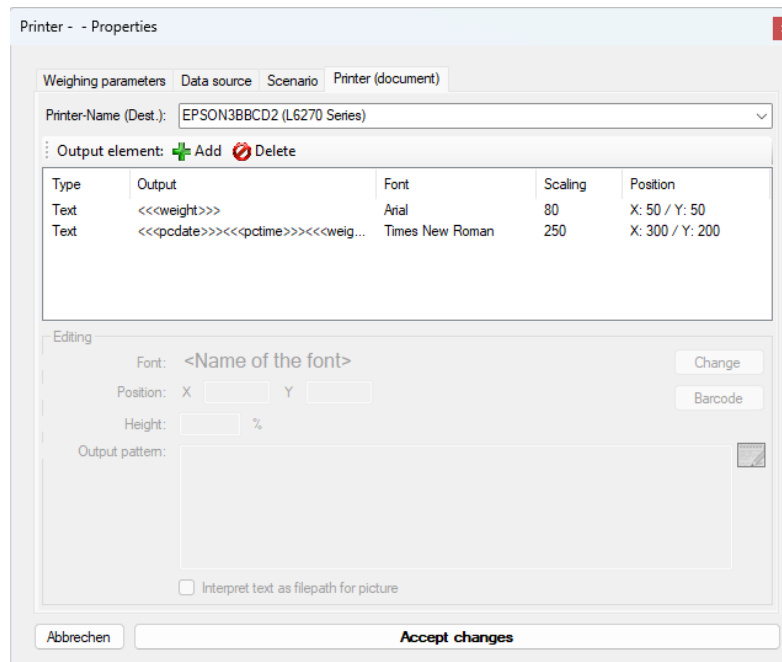 Printer - - Properties
Weighing parameters Data source Scenario Printer (document)
Printer-Name (Dest.): EPSON3BBCD2 (L6270 Series)
Output element: Add Delete
Type Output Font Scaling Position
Text <<<weight>>> Arial 80 X: 50 / Y: 50
Text <<<pcdate>>><<<pctime>>><<<weig... Times New Roman 250 X: 300 / Y: 200
Editing
Font: <Name of the font> Change
Position: X Y Barcode
Height: %
Output pattern:
Interpret text as filepath for picture
Abbrechen Accept changes